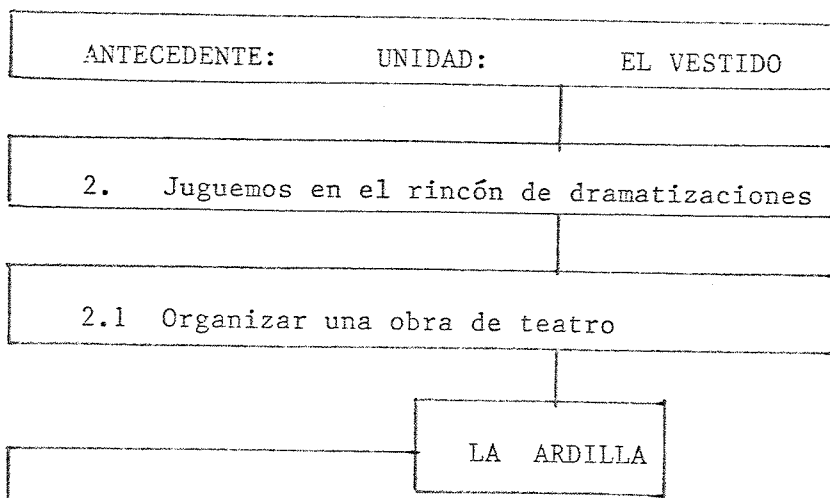 ANTECEDENTE: UNIDAD: EL VESTIDO
2. Juguemos en el rincón de dramatizaciones
2.1 Organizar una obra de teatro
LA ARDILLA